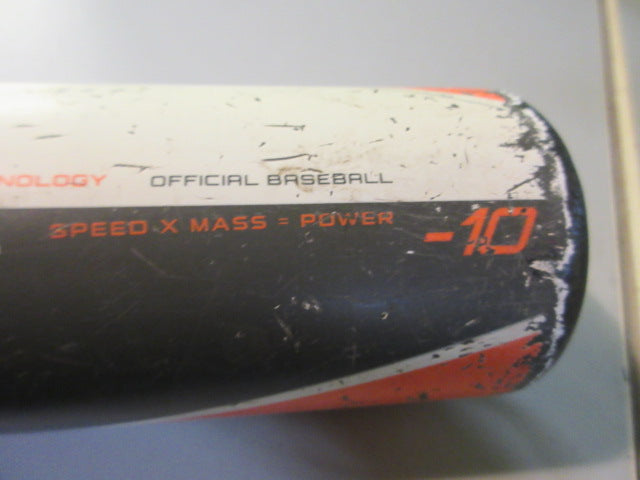 NOLOGY OFFICIAL BASEBALL
SPEED X MASS = POWER
-10